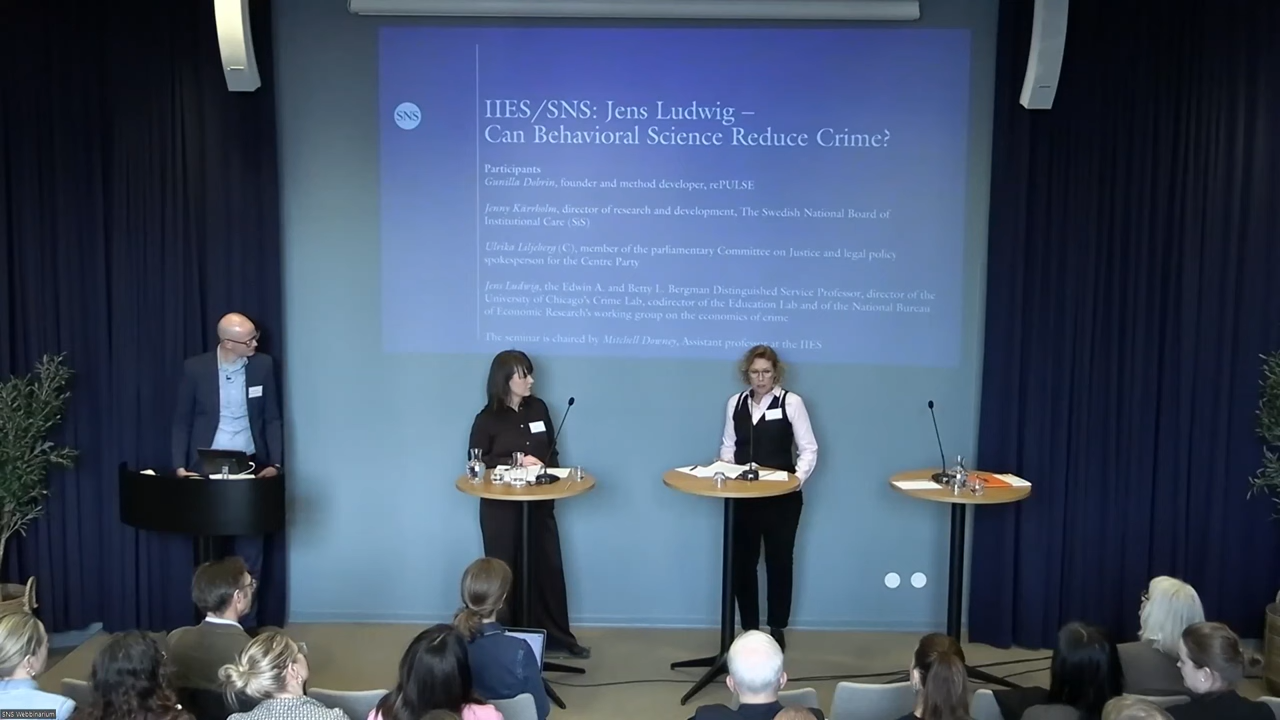 SNS
IIES/SNS: Jens Ludwig –
Can Behavioral Science Reduce Crime?
Participants
Gunilla Dobrin, founder and method developer, rePULSE
Jenny Kärrholm, director of research and development, The Swedish National Board of
Institutional Care (SiS)
Ulrika Liljeberg (C), member of the parliamentary Committee on Justice and legal policy
spokesperson for the Centre Party
Jens Ludwig, the Edwin A. and Betty L. Bergman Distinguished Service Professor, director of the
University of Chicago's Crime Lab, codirector of the Education Lab and of the National Bureau
of Economic Research's working group on the economics of crime
The seminar is chaired by Mitchell Downey, Assistant professor at the IIES
SNS Webbinarium